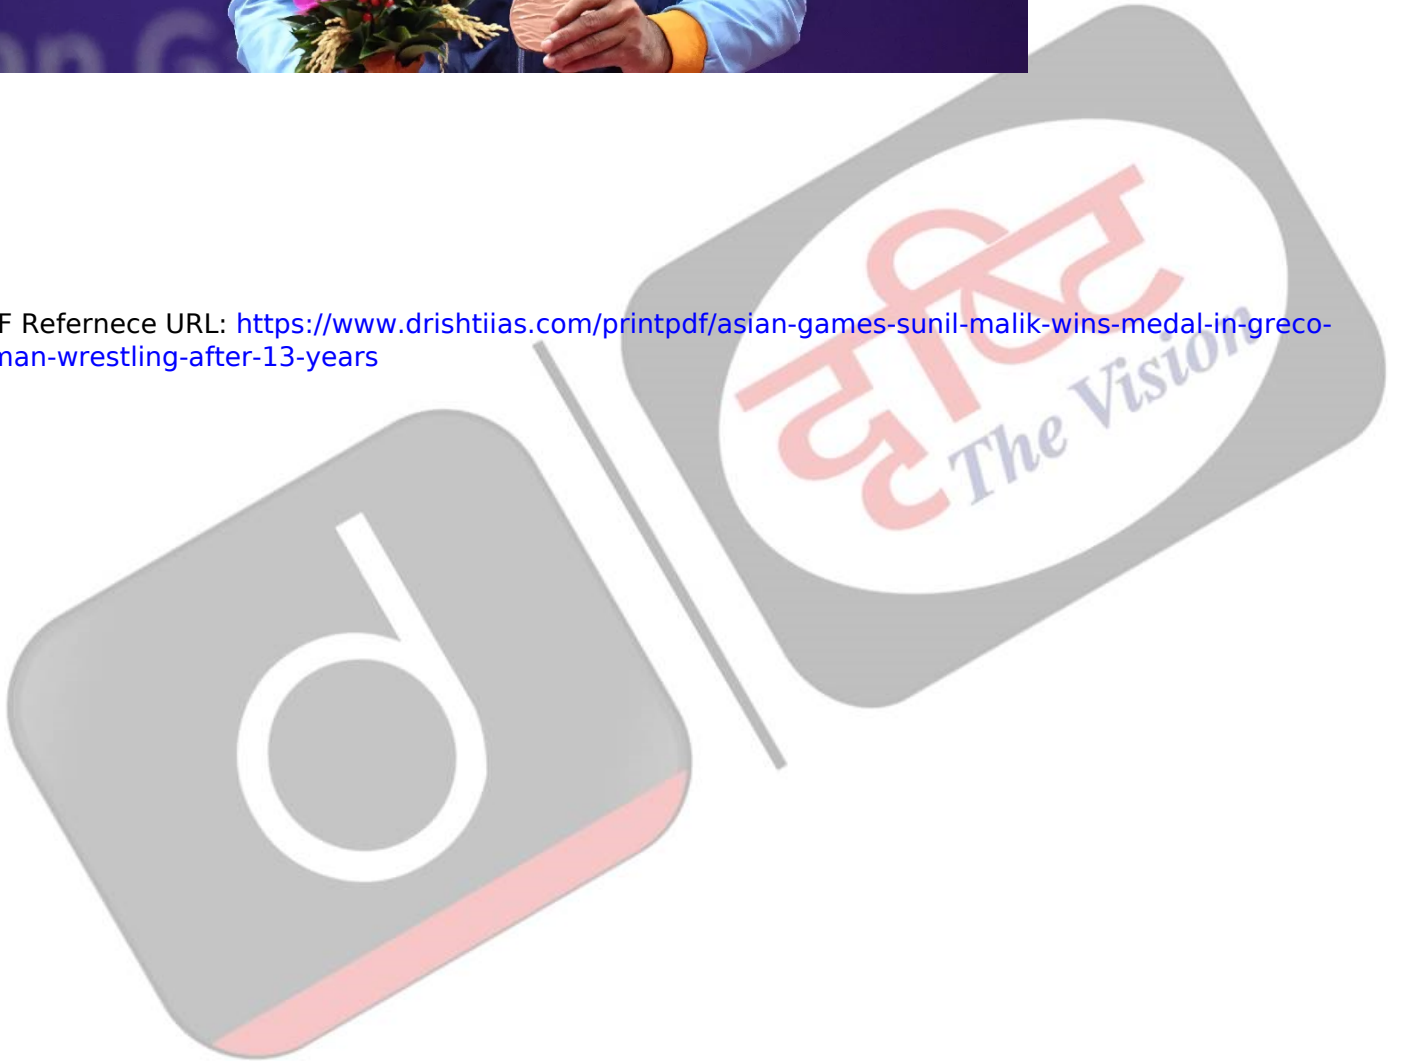 on G
F Refernece URL: https://www.drishtiias.com/printpdf/asian-games-sunil-malik-wins-medal-in-greco-
man-wrestling-after-13-years
दृष्टि
The Vision
d